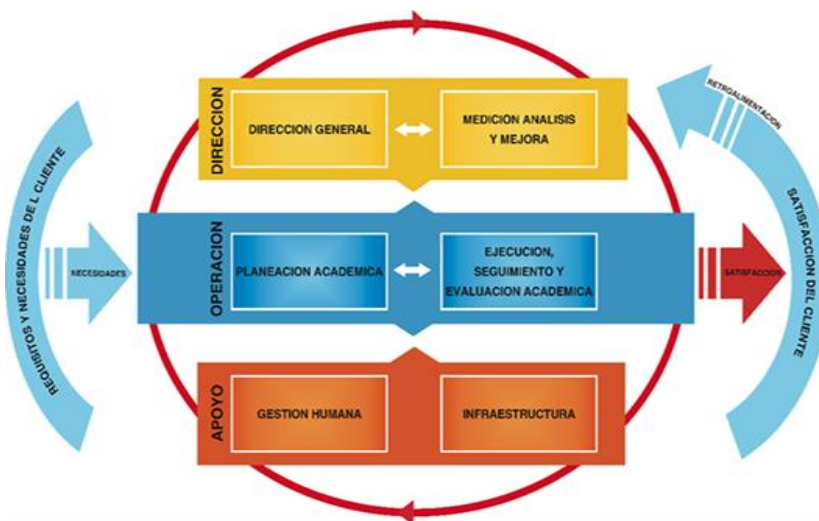 RETROALIMENTACION
DIRECCION
DIRECCION GENERAL
MEDICION ANALISIS
Y MEJORA
REQUISITOS Y NECESIDADES DE L CLIENTE
NECESIDADES
OPERACION
PLANEACION ACADEMICA
EJECUCION,
SEGUIMIENTO Y
EVALUACION ACADEMICA
SATISFACCION
SATISFACCION DEL CLIENTE
APOYO
GESTION HUMANA
INFRAESTRUCTURA